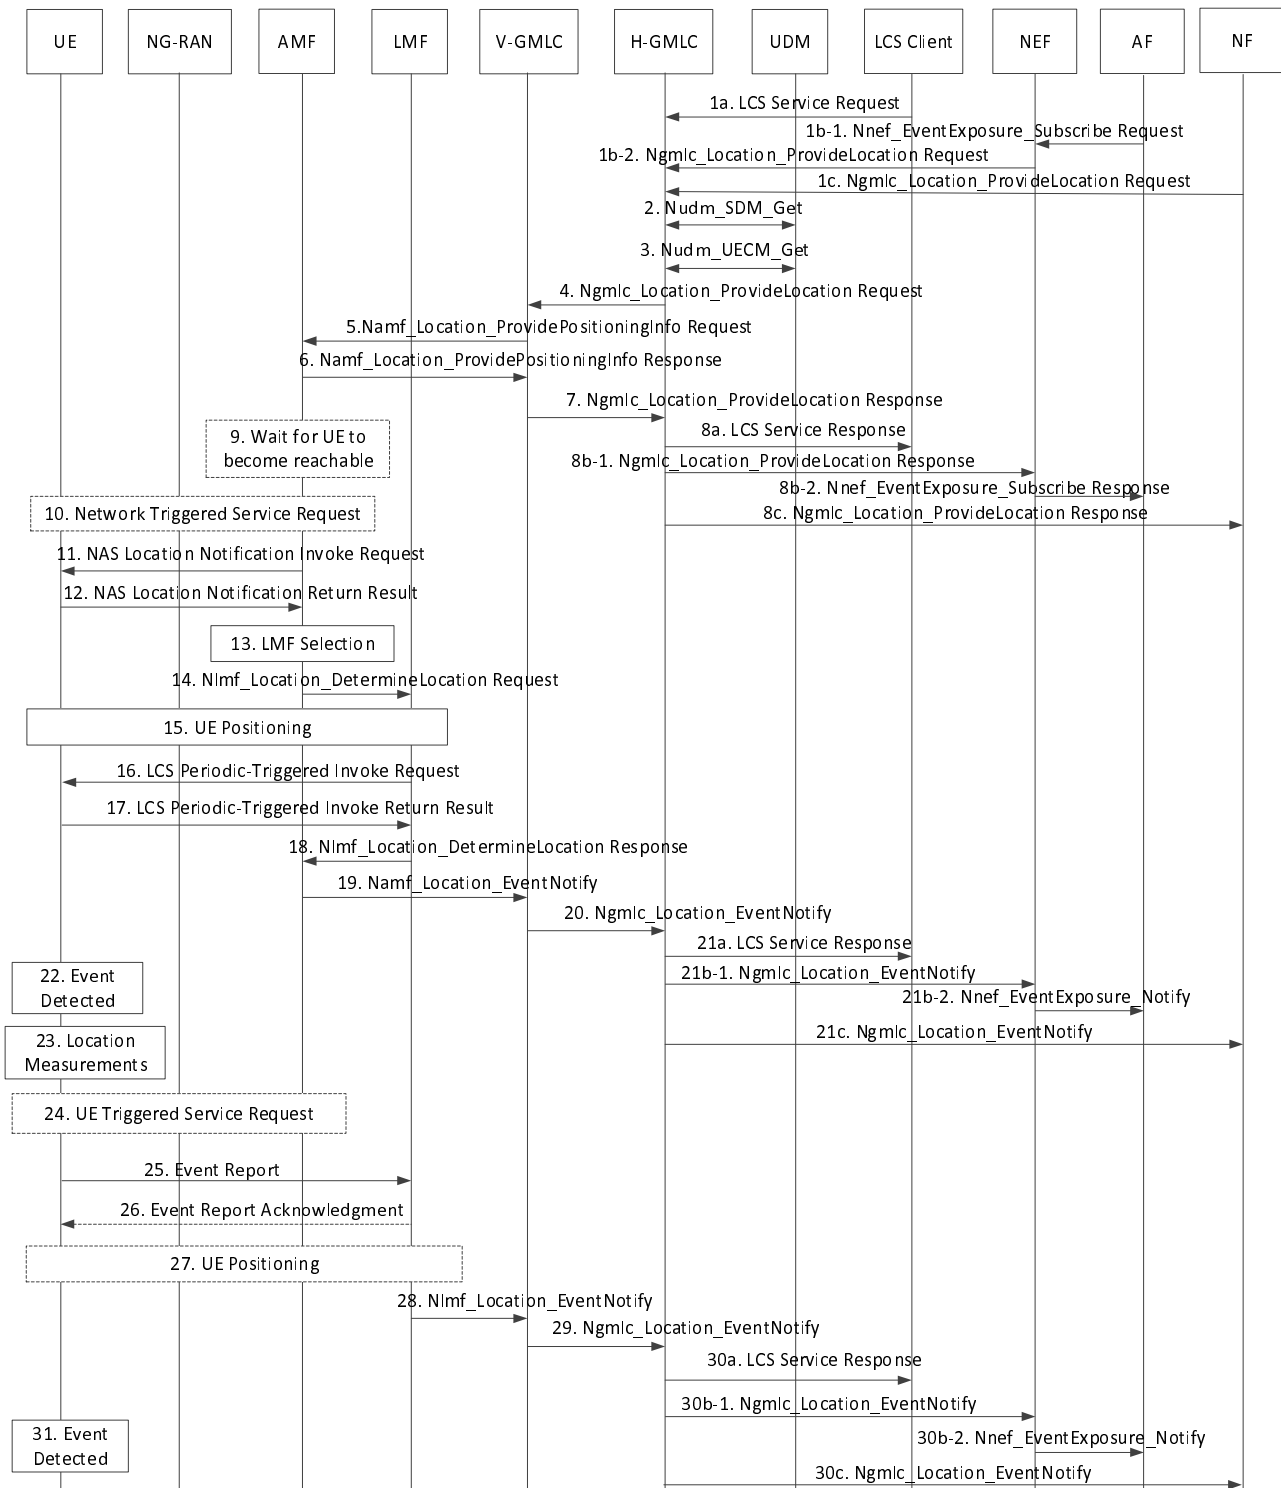 UE
NG-RAN
AMF
LMF
V-GMLC
H-GMLC
UDM
LCS Client
NEF
AF
NF
1a. LCS Service Request
1b-1. Nnef_EventExposure_Subscribe Request
1b-2. Ngmlc_Location_ProvideLocation Request
1c. Ngmlc_Location_ProvideLocation Request
2. Nudm_SDM_Get
3. Nudm_UECM_Get
4. Ngmlc_Location_ProvideLocation Request
5.Namf_Location_ProvidePositioningInfo Request
6. Namf_Location_ProvidePositioningInfo Response
7. Ngmlc_Location_ProvideLocation Response
8a. LCS Service Response
9. Wait for UE to
become reachable
8b-1. Ngmlc_Location_ProvideLocation Response
8b-2. Nnef_EventExposure_Subscribe Response
10. Network Triggered Service Request
8c. Ngmlc_Location_ProvideLocation Response
11. NAS Location Notification Invoke Request
12. NAS Location Notification Return Result
13. LMF Selection
14. Nlmf_Location_DetermineLocation Request
15. UE Positioning
16. LCS Periodic-Triggered Invoke Request
17. LCS Periodic-Triggered Invoke Return Result
18. Nlmf_Location_DetermineLocation Response
19. Namf_Location_EventNotify
20. Ngmlc_Location_EventNotify
21a. LCS Service Response
21b-1. Ngmlc_Location_EventNotify
22. Event
Detected
21b-2. Nnef_EventExposure_Notify
21c. Ngmlc_Location_EventNotify
23. Location
Measurements
24. UE Triggered Service Request
25. Event Report
26. Event Report Acknowledgment
27. UE Positioning
28. Nlmf_Location_EventNotify
29. Ngmlc_Location_EventNotify
30a. LCS Service Response
30b-1. Ngmlc_Location_EventNotify
31. Event
Detected
30b-2. Nnef_EventExposure_Notify
30c. Ngmlc_Location_EventNotify